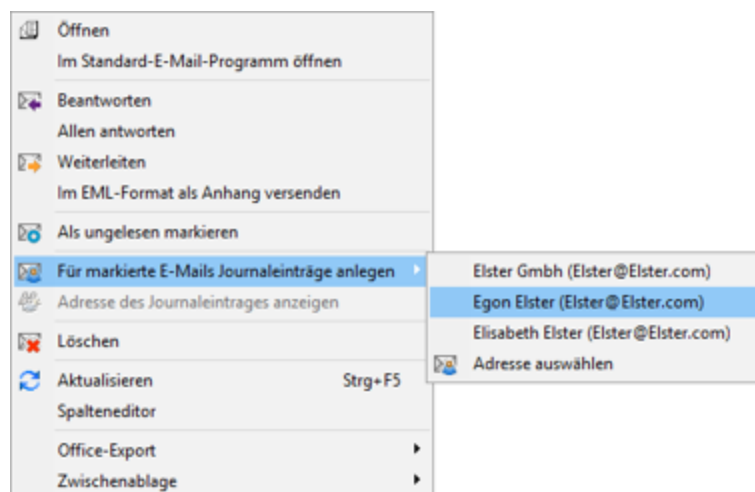 Öffnen
Im Standard-E-Mail-Programm öffnen
Beantworten
Allen antworten
Weiterleiten
Im EML-Format als Anhang versenden
Als ungelesen markieren
Für markierte E-Mails Journaleinträge anlegen
Adresse des Journaleintrages anzeigen
Löschen
Aktualisieren Strg+F5
Spalteneditor
Office-Export
Zwischenablage
Elster Gmbh (Elster@Elster.com)
Egon Elster (Elster@Elster.com)
Elisabeth Elster (Elster@Elster.com)
Adresse auswählen